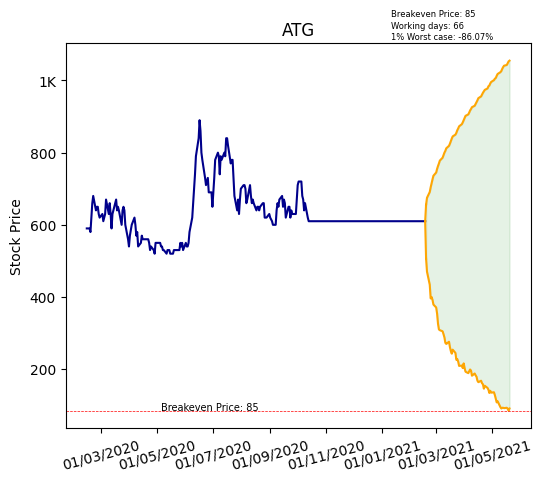 Breakeven Price: 85
Working days: 66
1% Worst case: -86.07%
ATG
Stock Price
1K
800
600
400
200
Breakeven Price: 85
01/03/2020
01/05/2020
01/07/2020
01/09/2020
01/11/2020
01/01/2021
01/03/2021
01/05/2021